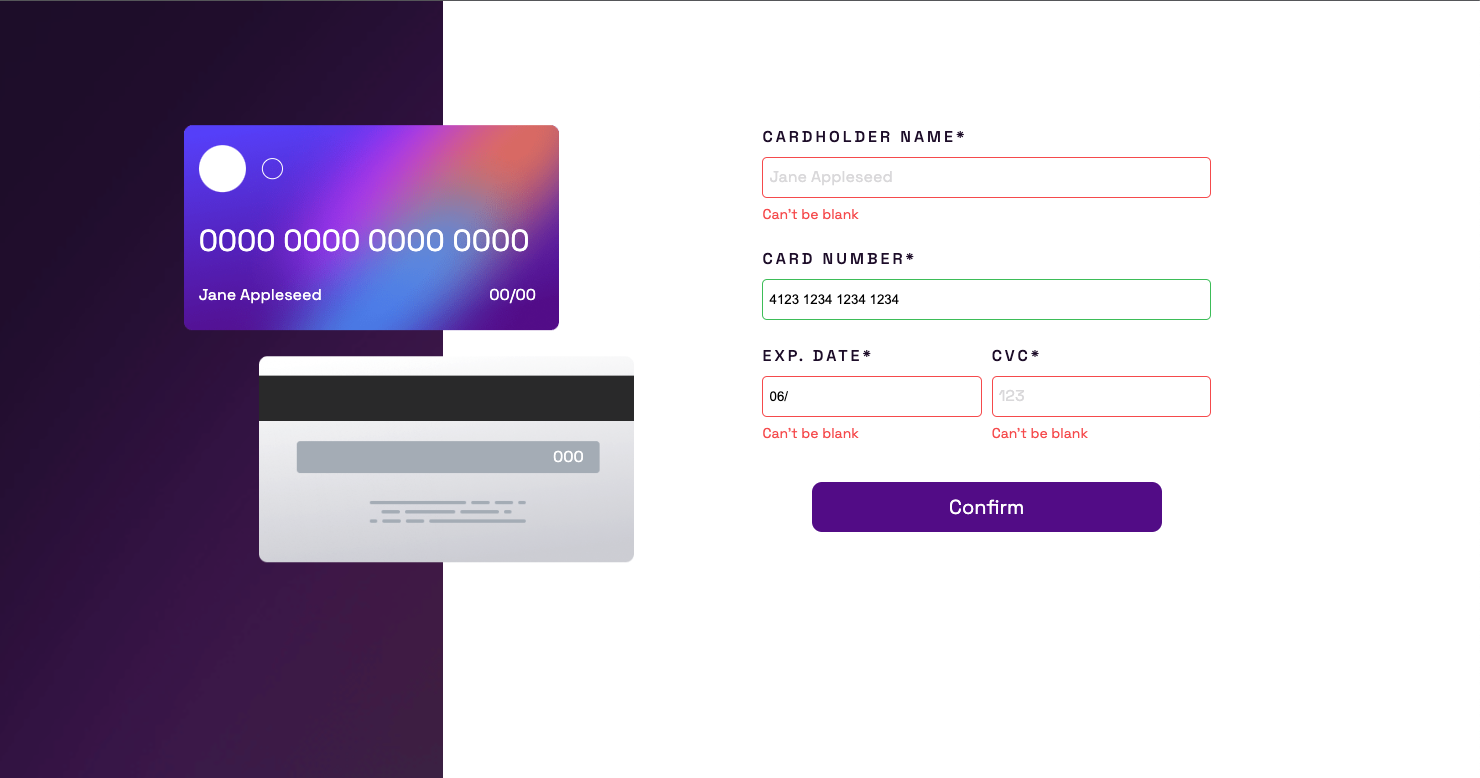 0000 0000 0000 0000
Jane Appleseed 00/00
000
CARDHOLDER NAME*
Jane Appleseed
Can't be blank
CARD NUMBER*
4123 1234 1234 1234
EXP. DATE* CVC*
06/ 123
Can't be blank Can't be blank
Confirm